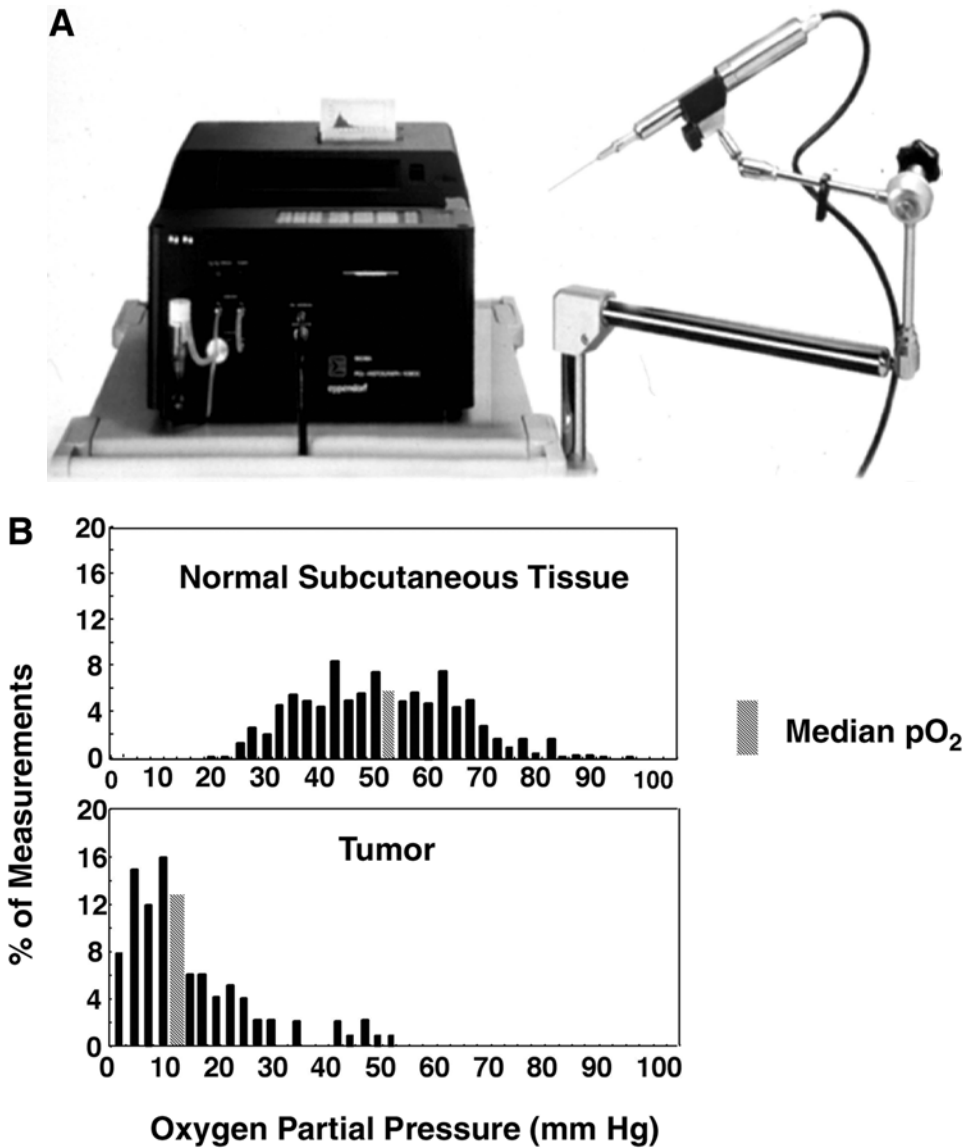 A
eppendorf
B
Normal Subcutaneous Tissue
20
16
12
8
4
0
0 10 20 30 40 50 60 70 80 90 100
Median pO2
Tumor
20
16
12
8
4
0
0 10 20 30 40 50 60 70 80 90 100
% of Measurements
Oxygen Partial Pressure (mm Hg)